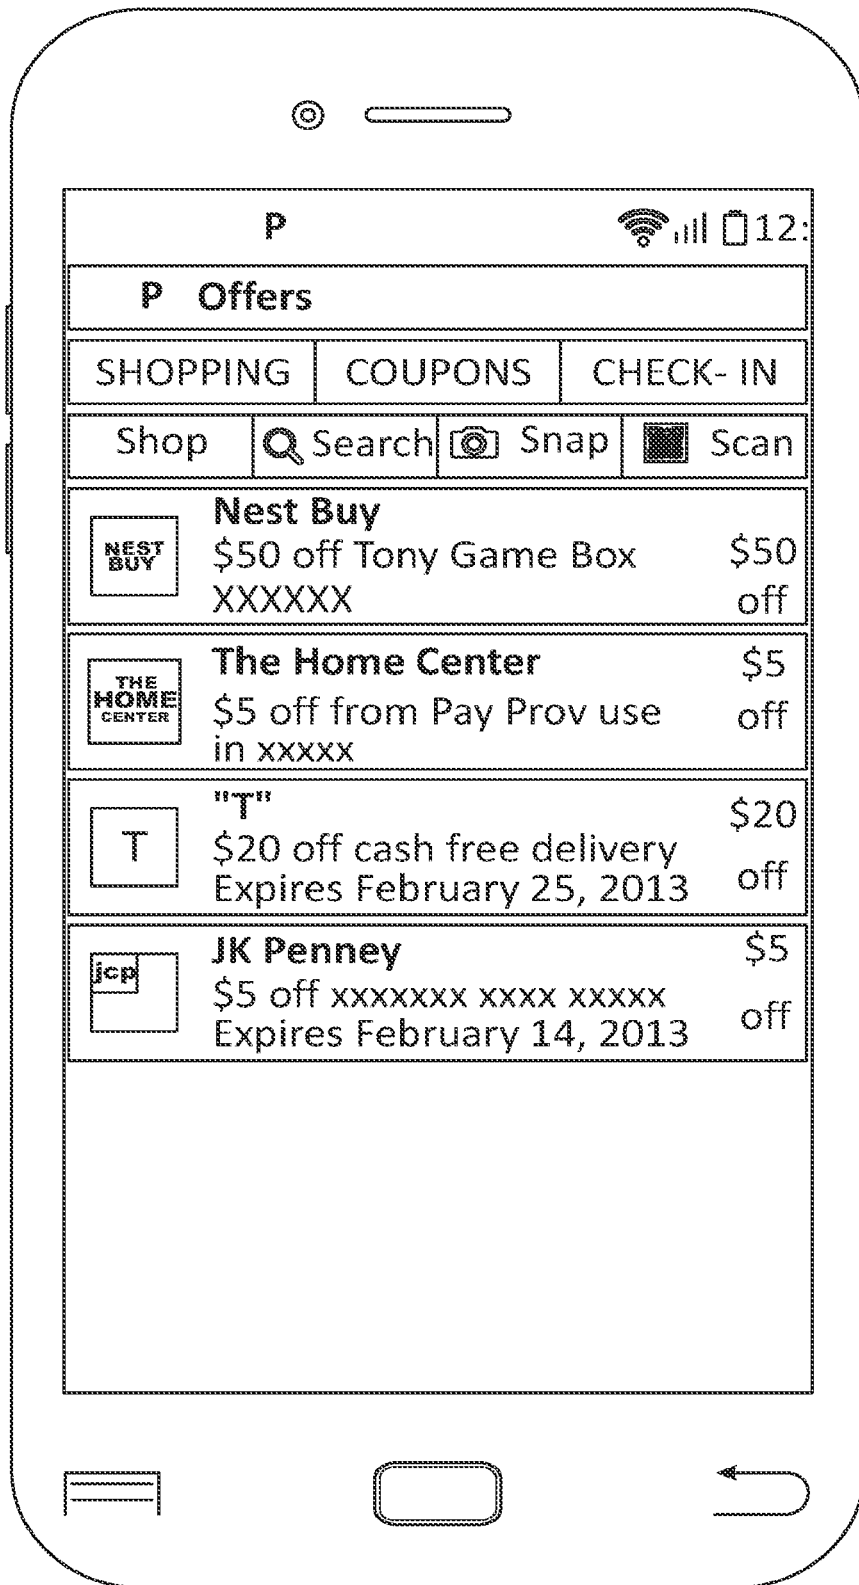 P
12:
P Offers
SHOPPING COUPONS CHECK- IN
Shop Search Snap Scan
NEST
BUY
Nest Buy
$50 off Tony Game Box
XXXXXX
$50
off
THE
HOME
CENTER
The Home Center
$5 off from Pay Prov use
in xxxxx
$5
off
T
"T"
$20 off cash free delivery
Expires February 25, 2013
$20
off
jcp
JK Penney
$5 off xxxxxxx xxxx xxxxx
Expires February 14, 2013
$5
off